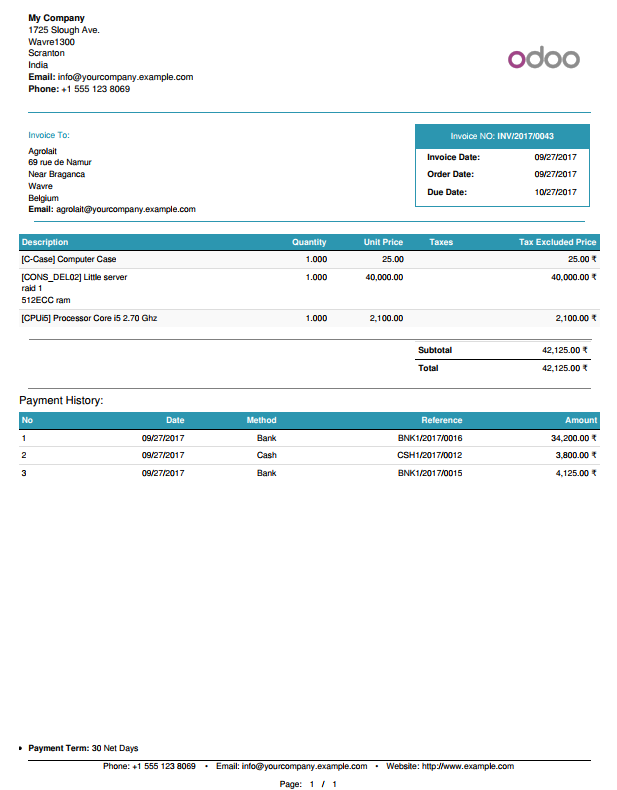 My Company
1725 Slough Ave.
Wavre1300
Scranton
India
Email: info@yourcompany.example.com
Phone: +1 555 123 8069
odoo
Invoice To:
Agrolait
69 rue de Namur
Near Braganca
Wavre
Belgium
Email: agrolait@yourcompany.example.com
Invoice NO: INV/2017/0043
Invoice Date: 09/27/2017
Order Date: 09/27/2017
Due Date: 10/27/2017
Description Quantity Unit Price Taxes Tax Excluded Price
[C-Case] Computer Case 1.000 25.00 25.00 ₹
[CONS_DEL02] Little server 1.000 40,000.00 40,000.00 ₹
raid 1
512ECC ram
[CPUi5] Processor Core i5 2.70 Ghz 1.000 2,100.00 2,100.00 ₹
Subtotal 42,125.00 ₹
Total 42,125.00 ₹
Payment History:
No Date Method Reference Amount
1 09/27/2017 Bank BNK1/2017/0016 34,200.00 ₹
2 09/27/2017 Cash CSH1/2017/0012 3,800.00 ₹
3 09/27/2017 Bank BNK1/2017/0015 4,125.00 ₹
• Payment Term: 30 Net Days
Phone: +1 555 123 8069 • Email: info@yourcompany.example.com • Website: http://www.example.com
Page: 1 / 1